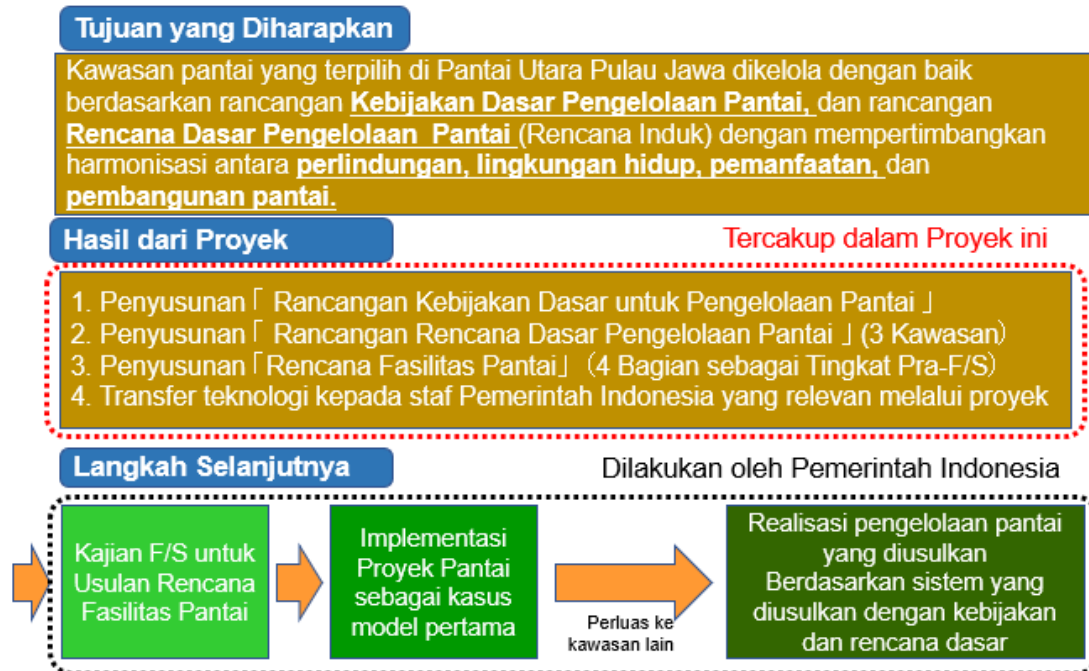 Tujuan yang Diharapkan
Kawasan pantai yang terpilih di Pantai Utara Pulau Jawa dikelola dengan baik
berdasarkan rancangan Kebijakan Dasar Pengelolaan Pantai, dan rancangan
Rencana Dasar Pengelolaan Pantai (Rencana Induk) dengan mempertimbangkan
harmonisasi antara perlindungan, lingkungan hidup, pemanfaatan, dan
pembangunan pantai.
Hasil dari Proyek
Tercakup dalam Proyek ini
1. Penyusunan「 Rancangan Kebijakan Dasar untuk Pengelolaan Pantai 」
2. Penyusunan「 Rancangan Rencana Dasar Pengelolaan Pantai 」(3 Kawasan)
3. Penyusunan「Rencana Fasilitas Pantai」(4 Bagian sebagai Tingkat Pra-F/S)
4. Transfer teknologi kepada staf Pemerintah Indonesia yang relevan melalui proyek
Langkah Selanjutnya
Dilakukan oleh Pemerintah Indonesia
Kajian F/S untuk
Usulan Rencana
Fasilitas Pantai
Implementasi
Proyek Pantai
sebagai kasus
model pertama
Perluas ke
kawasan lain
Realisasi pengelolaan pantai
yang diusulkan
Berdasarkan sistem yang
diusulkan dengan kebijakan
dan rencana dasar